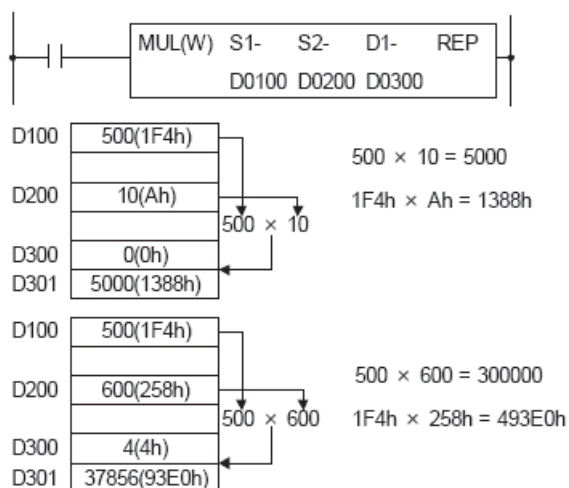 MUL(W) S1- S2- D1- REP
D0100 D0200 D0300
D100 500(1F4h)
500 × 10 = 5000
D200 10(Ah)
1F4h × Ah = 1388h
500 × 10
D300 0(0h)
D301 5000(1388h)
D100 500(1F4h)
500 × 600 = 300000
D200 600(258h)
500 × 600
1F4h × 258h = 493E0h
D300 4(4h)
D301 37856(93E0h)